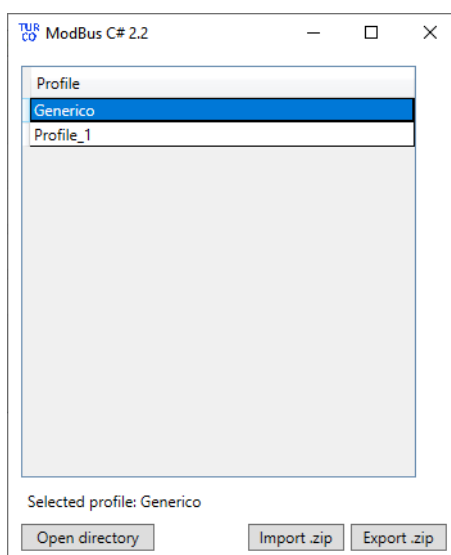 TUR
CO
ModBus C# 2.2
Profile
Generico
Profile_1
Selected profile: Generico
Open directory
Import .zip
Export .zip